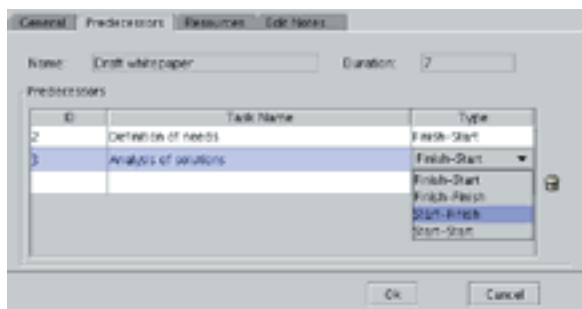 General Predecessors Resources Edit Notes
Name: Draft whitepaper Duration: 7
Predecessors
ID Task Name Type
2 Definition of needs Finish-Start
3 Analysis of solutions Finish-Start
Finish-Start
Finish-Finish
Start-Finish
Start-Start
Ok Cancel